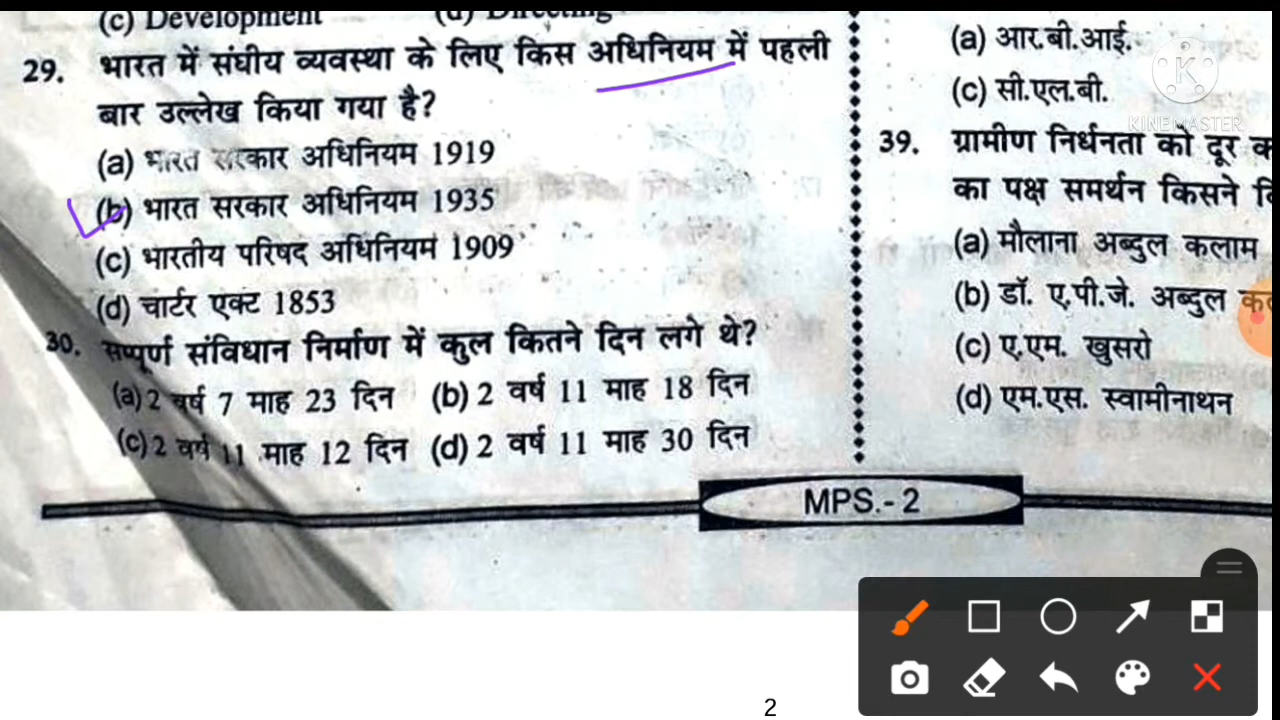 (c) Development (d) Directing
29. भारत में संघीय व्यवस्था के लिए किस अधिनियम में पहली
बार उल्लेख किया गया है?
(a) भारत सरकार अधिनियम 1919
(b) भारत सरकार अधिनियम 1935
(c) भारतीय परिषद अधिनियम 1909
(d) चार्टर एक्ट 1853
30. सम्पूर्ण संविधान निर्माण में कुल कितने दिन लगे थे?
(a) 2 वर्ष 7 माह 23 दिन (b) 2 वर्ष 11 माह 18 दिन
(c) 2 वर्ष 11 माह 12 दिन (d) 2 वर्ष 11 माह 30 दिन
(a) आर.बी.आई.
(c) सी.एल.बी.
39. ग्रामीण निर्धनता को दूर
का पक्ष समर्थन किसने
(a) मौलाना अब्दुल कलाम
(b) डॉ. ए.पी.जे. अब्दुल
(c) ए.एम. खुसरो
(d) एम.एस. स्वामीनाथन
MPS.- 2
K
KINEMASTER
2